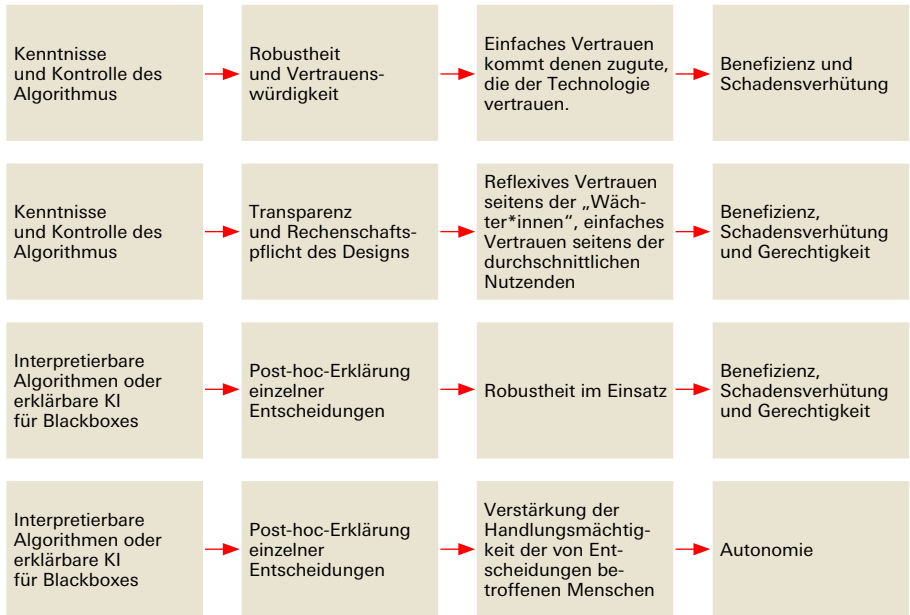 Kenntnisse
und Kontrolle des
Algorithmus
Robustheit
und Vertrauens-
würdigkeit
Einfaches Vertrauen
kommt denen zugute,
die der Technologie
vertrauen.
Benefizienz und
Schadensverhütung
Kenntnisse
und Kontrolle des
Algorithmus
Transparenz
und Rechenschafts-
pflicht des Designs
Reflexives Vertrauen
seitens der „Wäch-
ter*innen“, einfaches
Vertrauen seitens der
durchschnittlichen
Nutzenden
Benefizienz,
Schadensverhütung
und Gerechtigkeit
Interpretierbare
Algorithmen oder
erklärbare KI
für Blackboxes
Post-hoc-Erklärung
einzelner
Entscheidungen
Robustheit im Einsatz
Benefizienz,
Schadensverhütung
und Gerechtigkeit
Interpretierbare
Algorithmen oder
erklärbare KI
für Blackboxes
Post-hoc-Erklärung
einzelner
Entscheidungen
Verstärkung der
Handlungsmächtig-
keit der von Ent-
scheidungen be-
troffenen Menschen
Autonomie